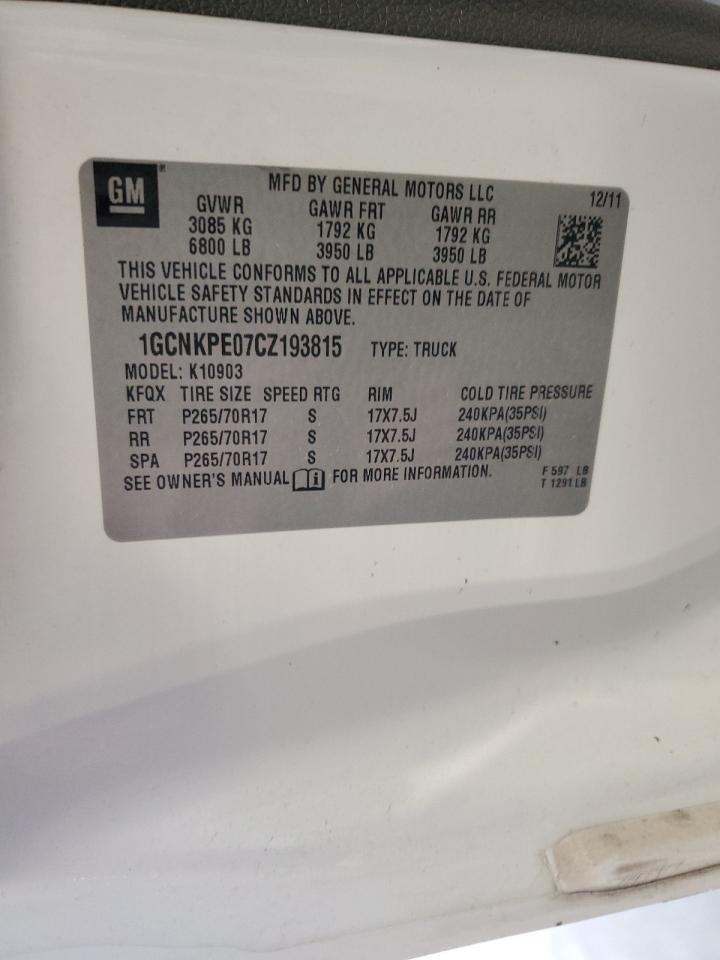 GM
MFD BY GENERAL MOTORS LLC 12/11
GVWR GAWR FRT GAWR RR
3085 KG 1792 KG 1792 KG
6800 LB 3950 LB 3950 LB
THIS VEHICLE CONFORMS TO ALL APPLICABLE U.S. FEDERAL MOTOR
VEHICLE SAFETY STANDARDS IN EFFECT ON THE DATE OF
MANUFACTURE SHOWN ABOVE.
1GCNKPE07CZ193815 TYPE: TRUCK
MODEL: K10903
KFQX TIRE SIZE SPEED RTG RIM COLD TIRE PRESSURE
FRT P265/70R17 S 17X7.5J 240KPA(35PSI)
RR P265/70R17 S 17X7.5J 240KPA(35PSI)
SPA P265/70R17 S 17X7.5J 240KPA(35PSI)
SEE OWNER'S MANUAL i FOR MORE INFORMATION. F 597 LB
T 1291 LB